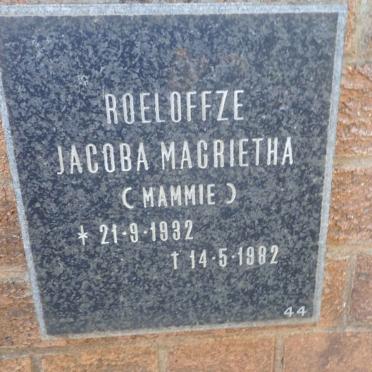 ROELOFFZE
JACOBA MAGRIETHA
( MAMMIE )
* 21-9-1932
† 14-5-1982
44